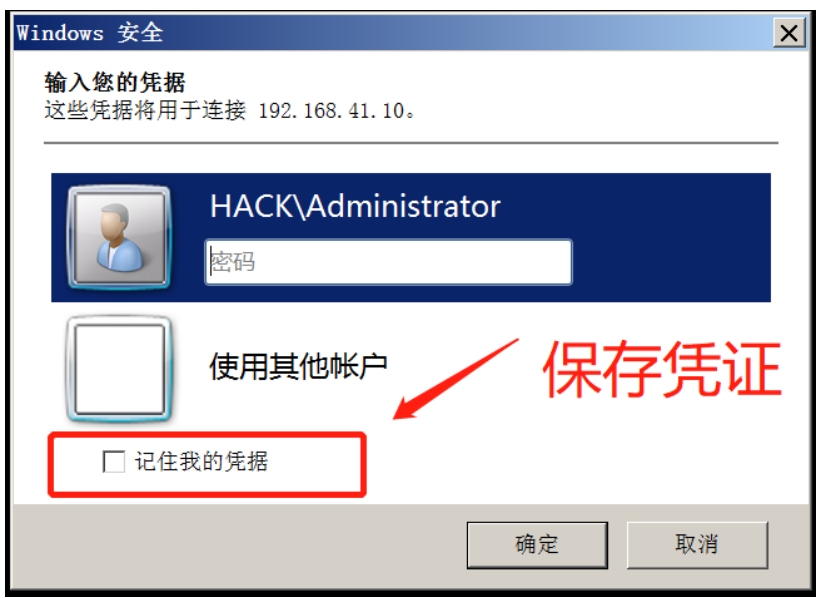 Windows 安全
输入您的凭据
这些凭据将用于连接 192.168.41.10。
HACK\Administrator
密码
使用其他帐户
保存凭证
记住我的凭据
确定
取消